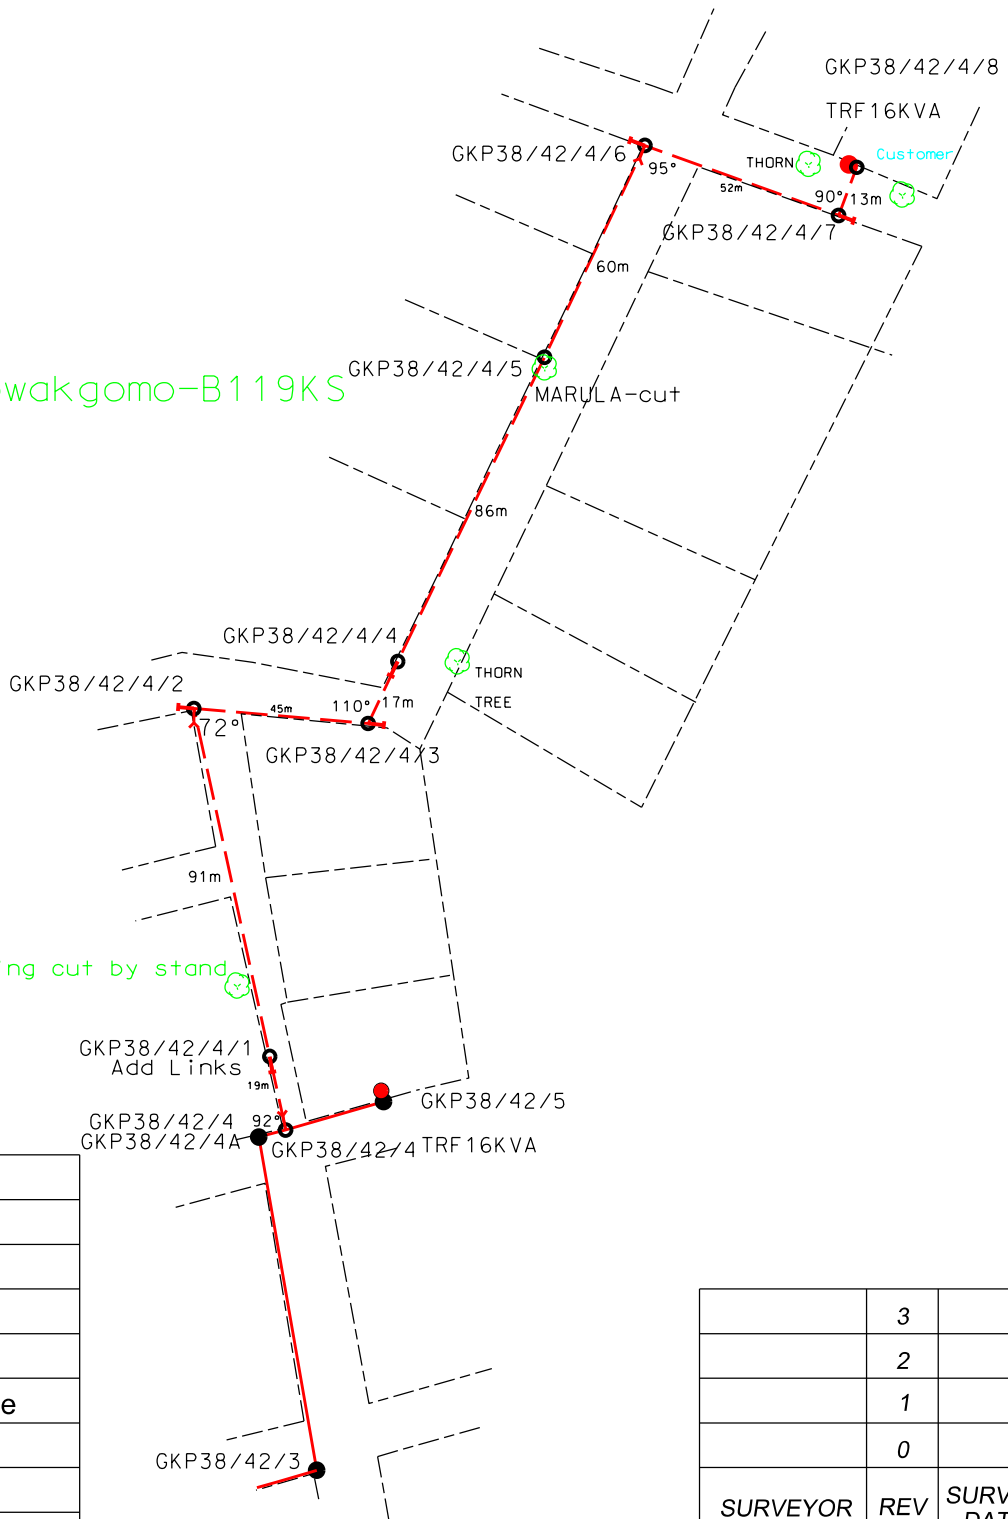 GKP38/42/4/8
TRF16KVA
GKP38/42/4/6
95°
THORN
Customer
52m
90°
13m
GKP38/42/4/7
60m
GKP38/42/4/5
wakgomo-B119KS
MARULA-cut
86m
GKP38/42/4/4
THORN
TREE
GKP38/42/4/2
45m
110°
17m
72°
GKP38/42/4/3
91m
ng cut by stand
GKP38/42/4/1
Add Links
19m
GKP38/42/5
GKP38/42/4
92°
GKP38/42/4A
GKP38/42/4
TRF16KVA
GKP38/42/3
e
3
2
1
0
SURVEYOR
REV